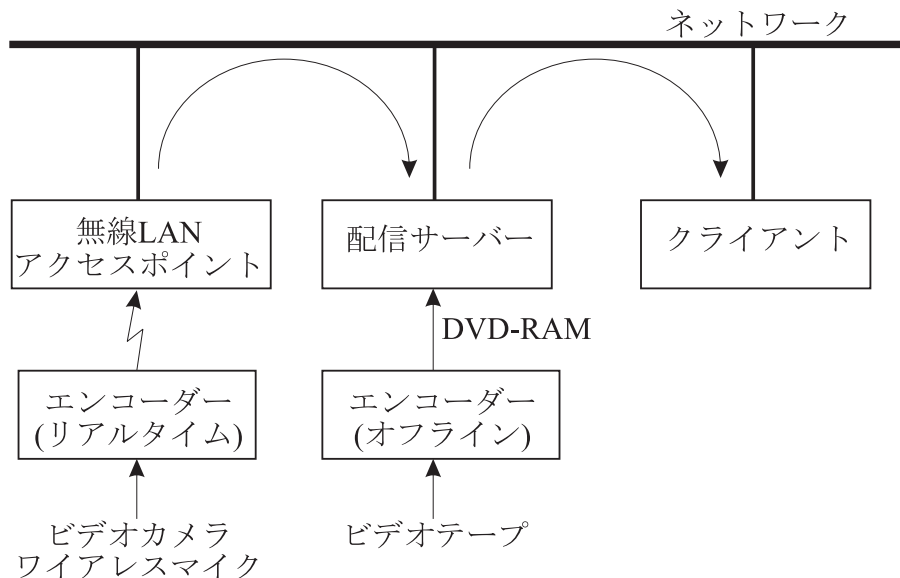 ネットワーク
無線LAN
アクセスポイント
配信サーバー
クライアント
DVD-RAM
エンコーダー
(リアルタイム)
エンコーダー
(オフライン)
ビデオカメラ
ワイアレスマイク
ビデオテープ